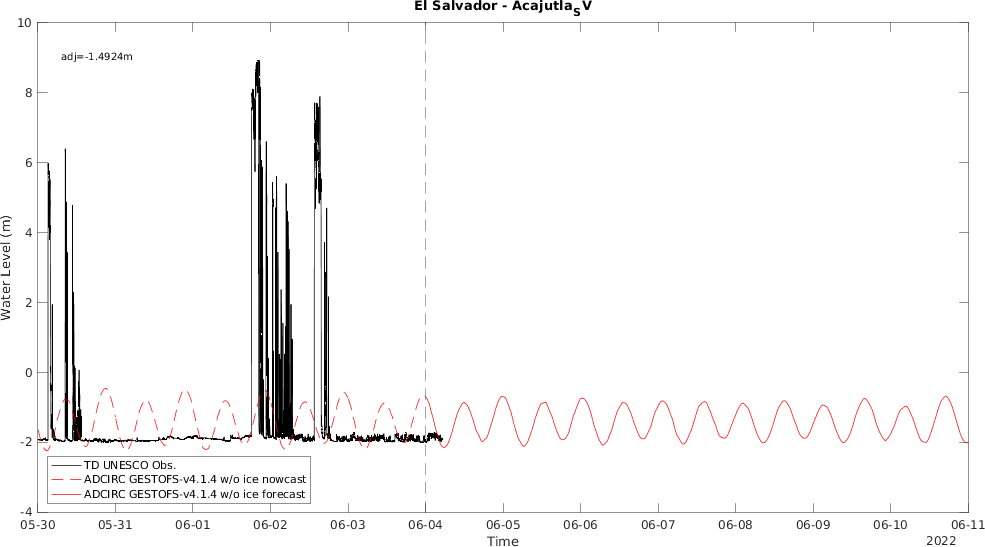 El Salvador - Acajutla_SV
10
8
6
4
2
0
-2
-4
Water Level (m)
adj=-1.4924m
TD UNESCO Obs.
ADCIRC GESTOFS-v4.1.4 w/o ice nowcast
ADCIRC GESTOFS-v4.1.4 w/o ice forecast
05-30 05-31 06-01 06-02 06-03 06-04 06-05 06-06 06-07 06-08 06-09 06-10 06-11
Time
2022